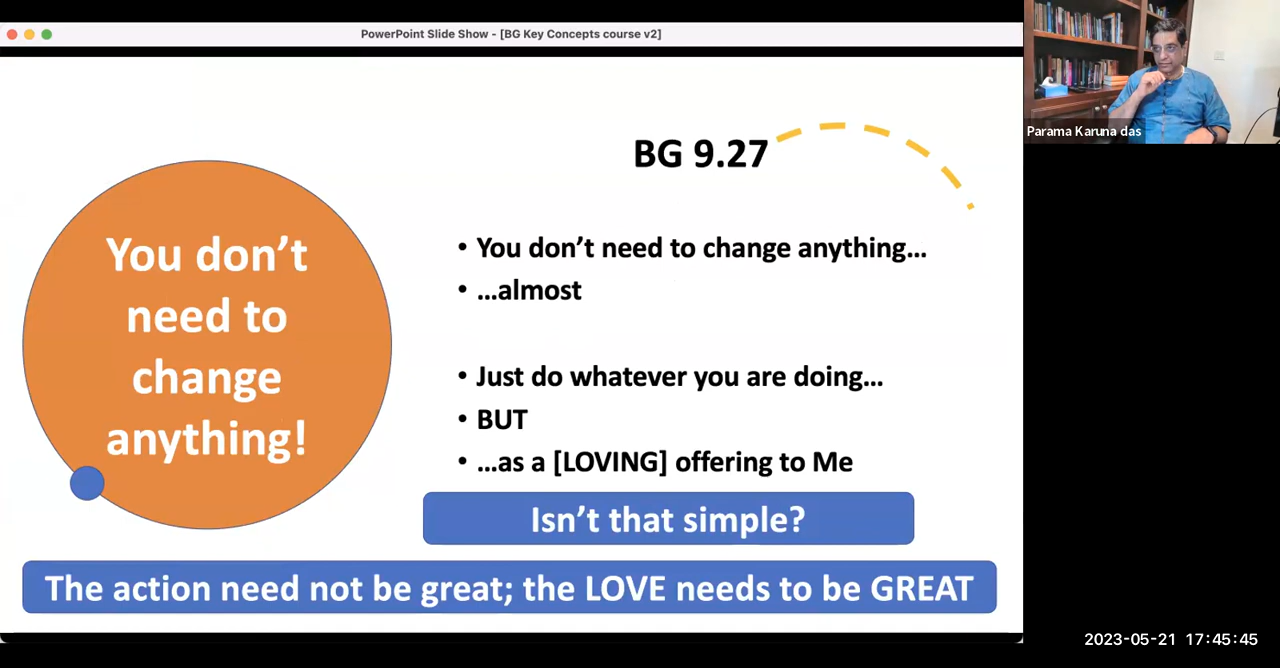 PowerPoint Slide Show - [BG Key Concepts course v2]
Parama Karuna das
BG 9.27
You don't
need to
change
anything!
• You don't need to change anything...
• ...almost
• Just do whatever you are doing...
• BUT
• ...as a [LOVING] offering to Me
Isn't that simple?
The action need not be great; the LOVE needs to be GREAT
2023-05-21 17:45:45